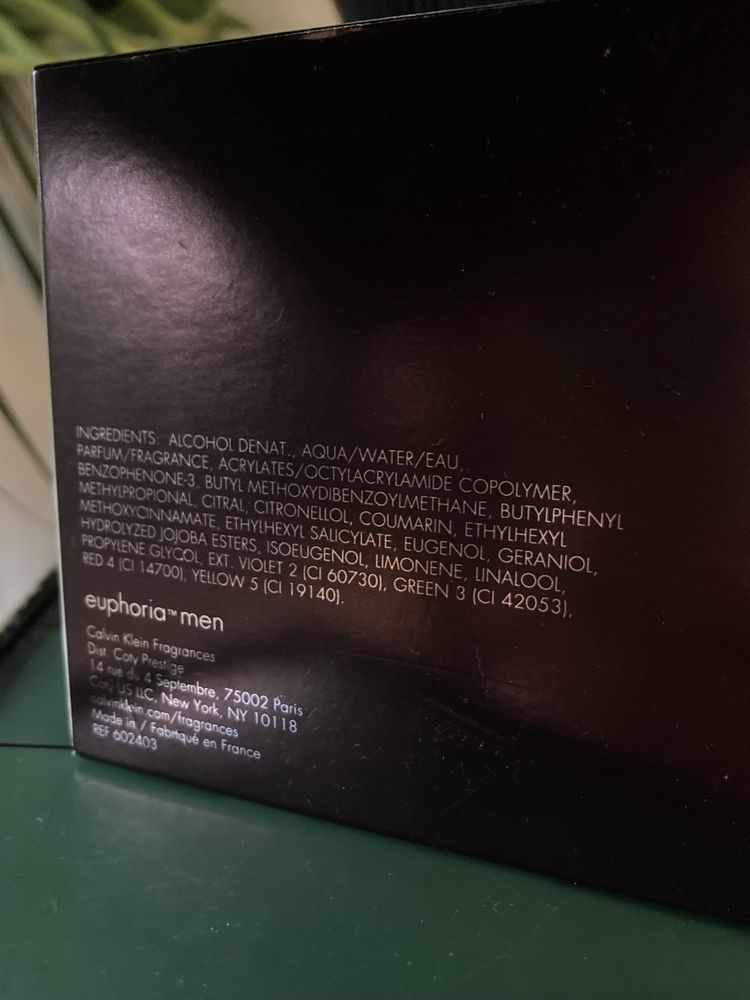 INGREDIENTS: ALCOHOL DENAT., AQUA/WATER/EAU,
PARFUM/FRAGRANCE, ACRYLATES/OCTYLACRYLAMIDE COPOLYMER,
BENZOPHENONE-3, BUTYL METHOXYDIBENZOYLMETHANE, BUTYLPHENYL
METHYLPROPIONAL, CITRAL, CITRONELLOL, COUMARIN, ETHYLHEXYL
METHOXYCINNAMATE, ETHYLHEXYL SALICYLATE, EUGENOL, GERANIOL,
HYDROLYZED JOJOBA ESTERS, ISOEUGENOL, LIMONENE, LINALOOL,
PROPYLENE GLYCOL, EXT. VIOLET 2 (CI 60730), GREEN 3 (CI 42053),
RED 4 (CI 14700), YELLOW 5 (CI 19140).
euphoria™ men
Calvin Klein Fragrances
Dist. Coty Prestige
14 rue du 4 Septembre, 75002 Paris
Coty US LLC, New York, NY 10118
calvinklein.com/fragrances
Made in / Fabriqué en France
REF 602403